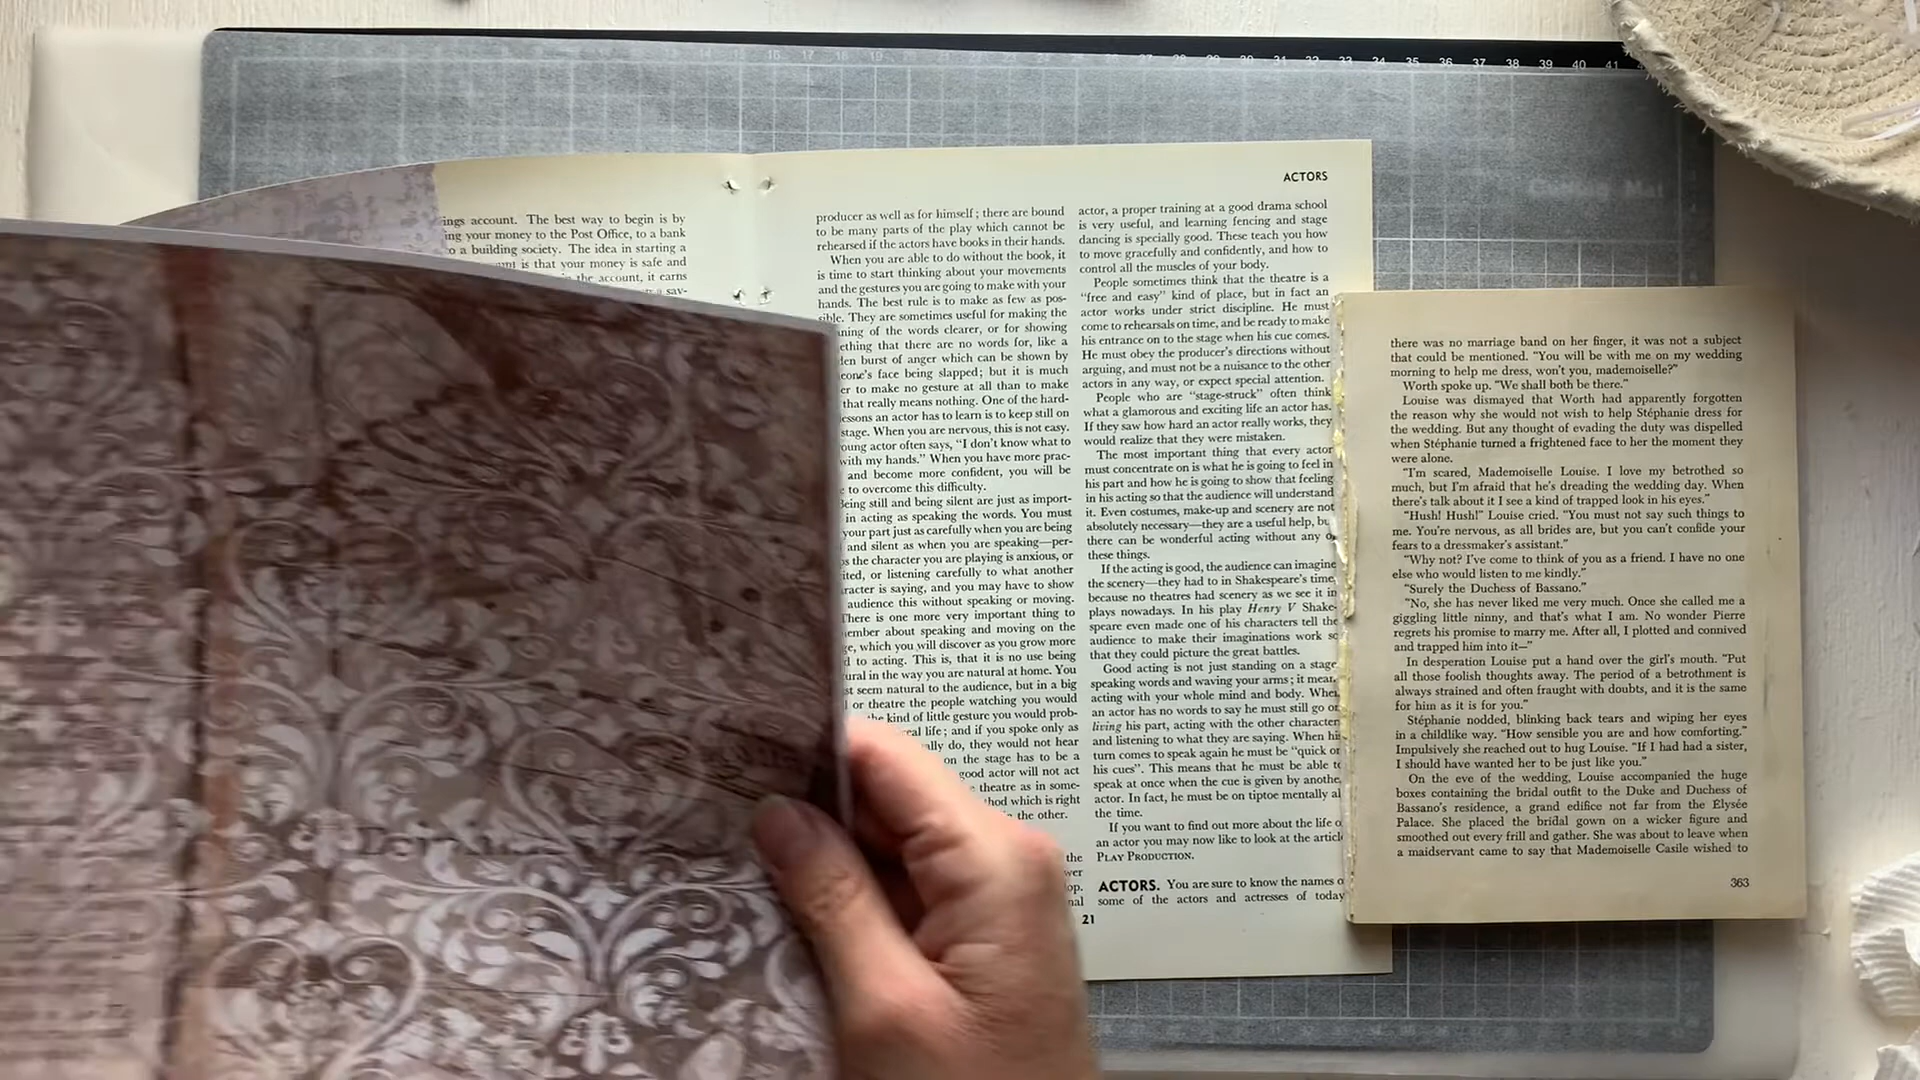 14 15 16 17 18 19 27 28 29 33 34 35 36 37 38 39 40 41
ings account. The best way to begin is by
ing your money to the Post Office, to a bank
o a building society. The idea in starting a
is that your money is safe and
the account, it earns
a sav-
producer as well as for himself; there are bound
to be many parts of the play which cannot be
rehearsed if the actors have books in their hands.
When you are able to do without the book, it
is time to start thinking about your movements
and the gestures you are going to make with your
hands. The best rule is to make as few as pos-
sible. They are sometimes useful for making the
ning of the words clearer, or for showing
ething that there are no words for, like a
den burst of anger which can be shown by
eone's face being slapped; but it is much
er to make no gesture at all than to make
that really means nothing. One of the hard-
lessons an actor has to learn is to keep still on
stage. When you are nervous, this is not easy.
oung actor often says, "I don't know what to
with my hands." When you have more prac-
and become more confident, you will be
to overcome this difficulty.
Being still and being silent are just as import-
in acting as speaking the words. You must
your part just as carefully when you are being
and silent as when you are speaking—per-
s the character you are playing is anxious, or
ited, or listening carefully to what another
racter is saying, and you may have to show
audience this without speaking or moving.
There is one more very important thing to
ember about speaking and moving on the
ge, which you will discover as you grow more
d to acting. This is, that it is no use being
ural in the way you are natural at home. You
st seem natural to the audience, but in a big
l or theatre the people watching you would
the kind of little gesture you would prob-
eal life; and if you spoke only as
ally do, they would not hear
on the stage has to be a
good actor will not act
theatre as in some-
thod which is right
the other.
the
wer
op.
nal
21
ACTORS
actor, a proper training at a good drama school
is very useful, and learning fencing and stage
dancing is specially good. These teach you how
to move gracefully and confidently, and how to
control all the muscles of your body.
People sometimes think that the theatre is a
"free and easy" kind of place, but in fact an
actor works under strict discipline. He must
come to rehearsals on time, and be ready to make
his entrance on to the stage when his cue comes.
He must obey the producer's directions without
arguing, and must not be a nuisance to the other
actors in any way, or expect special attention.
People who are "stage-struck" often think
what a glamorous and exciting life an actor has.
If they saw how hard an actor really works, they
would realize that they were mistaken.
The most important thing that every actor
must concentrate on is what he is going to feel in
his part and how he is going to show that feeling
in his acting so that the audience will understand
it. Even costumes, make-up and scenery are not
absolutely necessary—they are a useful help, bu
there can be wonderful acting without any o
these things.
If the acting is good, the audience can imagine
the scenery—they had to in Shakespeare's time,
because no theatres had scenery as we see it in
plays nowadays. In his play Henry V Shake-
speare even made one of his characters tell the
audience to make their imaginations work so
that they could picture the great battles.
Good acting is not just standing on a stage
speaking words and waving your arms; it mean
acting with your whole mind and body. When
an actor has no words to say he must still go on
living his part, acting with the other character
and listening to what they are saying. When his
turn comes to speak again he must be "quick on
his cues". This means that he must be able to
speak at once when the cue is given by anothe
actor. In fact, he must be on tiptoe mentally al
the time.
If you want to find out more about the life o
an actor you may now like to look at the article
PLAY PRODUCTION.
ACTORS. You are sure to know the names o
some of the actors and actresses of today
there was no marriage band on her finger, it was not a subject
that could be mentioned. "You will be with me on my wedding
morning to help me dress, won't you, mademoiselle?"
Worth spoke up. "We shall both be there."
Louise was dismayed that Worth had apparently forgotten
the reason why she would not wish to help Stéphanie dress for
the wedding. But any thought of evading the duty was dispelled
when Stéphanie turned a frightened face to her the moment they
were alone.
"I'm scared, Mademoiselle Louise. I love my betrothed so
much, but I'm afraid that he's dreading the wedding day. When
there's talk about it I see a kind of trapped look in his eyes."
"Hush! Hush!" Louise cried. "You must not say such things to
me. You're nervous, as all brides are, but you can't confide your
fears to a dressmaker's assistant."
"Why not? I've come to think of you as a friend. I have no one
else who would listen to me kindly."
"Surely the Duchess of Bassano."
"No, she has never liked me very much. Once she called me a
giggling little ninny, and that's what I am. No wonder Pierre
regrets his promise to marry me. After all, I plotted and connived
and trapped him into it—"
In desperation Louise put a hand over the girl's mouth. "Put
all those foolish thoughts away. The period of a betrothment is
always strained and often fraught with doubts, and it is the same
for him as it is for you."
Stéphanie nodded, blinking back tears and wiping her eyes
in a childlike way. "How sensible you are and how comforting."
Impulsively she reached out to hug Louise. "If I had had a sister,
I should have wanted her to be just like you."
On the eve of the wedding, Louise accompanied the huge
boxes containing the bridal outfit to the Duke and Duchess of
Bassano's residence, a grand edifice not far from the Élysée
Palace. She placed the bridal gown on a wicker figure and
smoothed out every frill and gather. She was about to leave when
a maidservant came to say that Mademoiselle Casile wished to
363